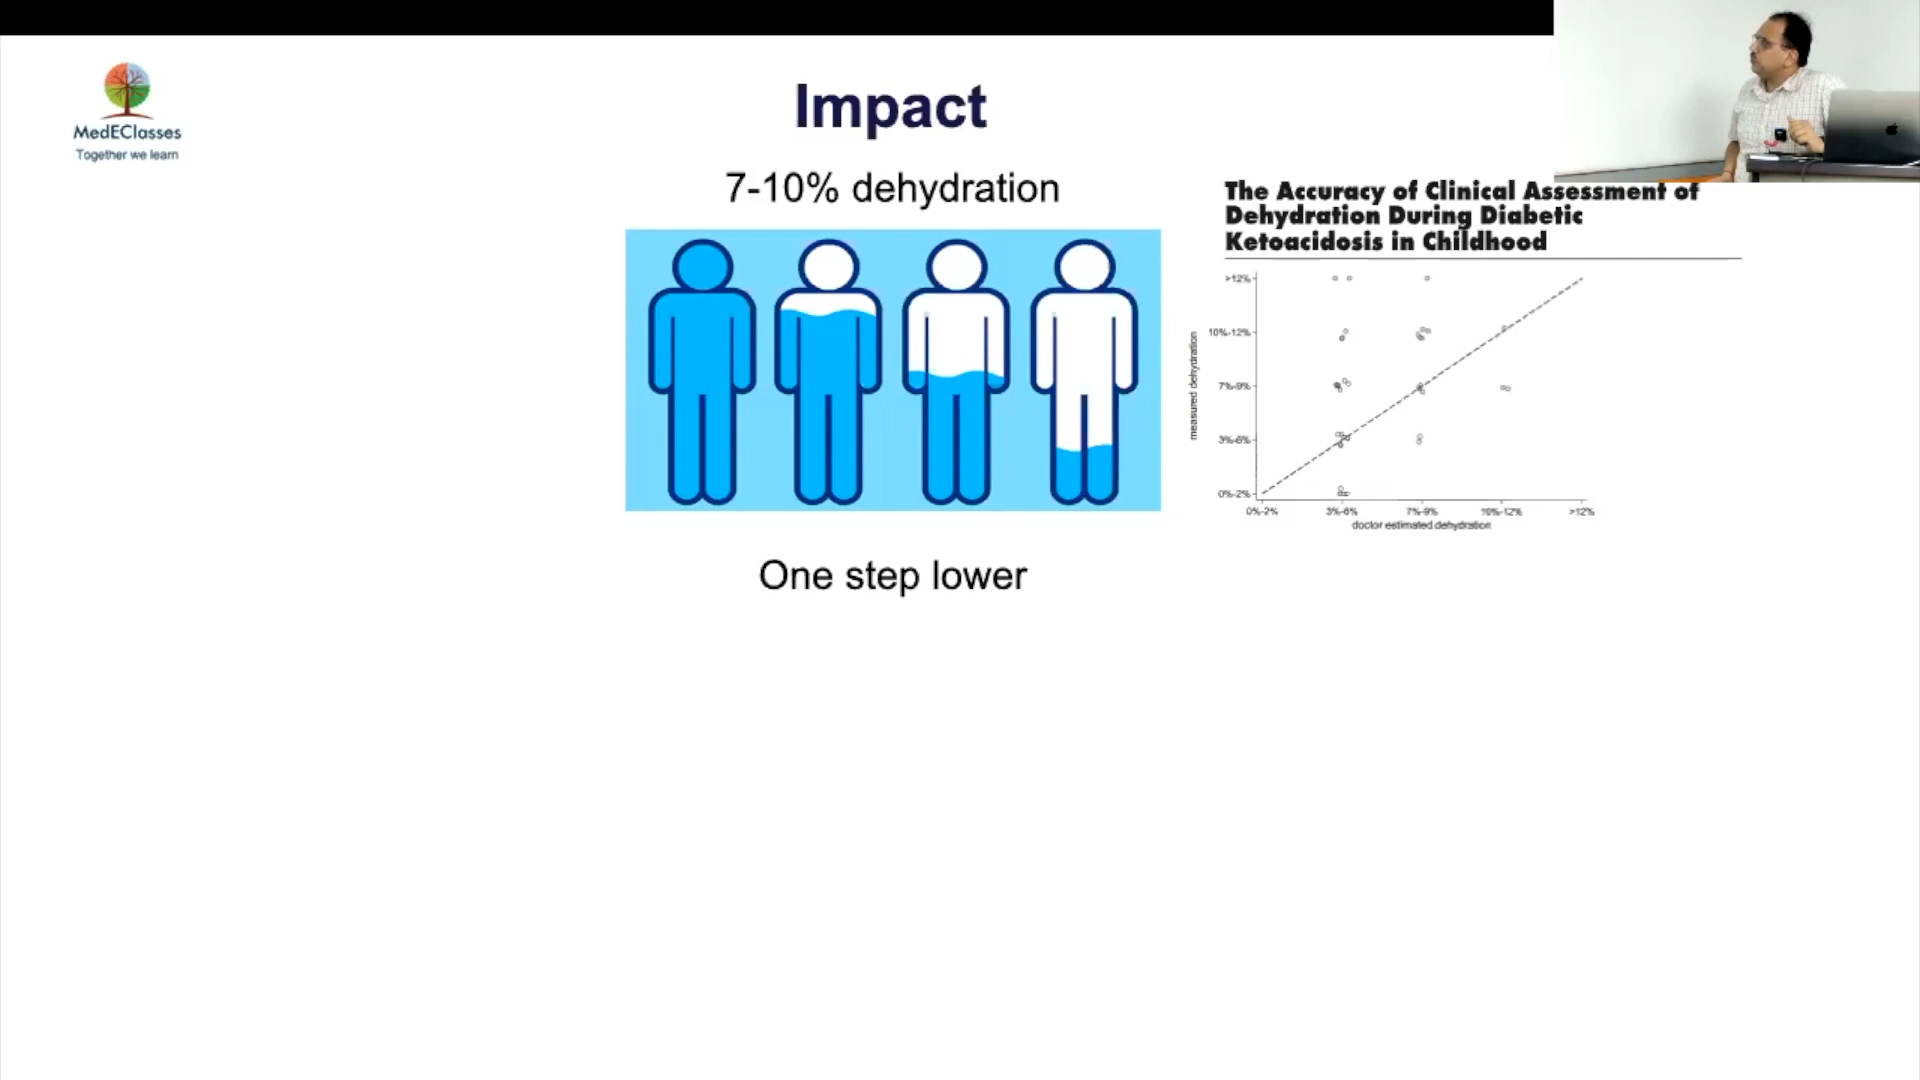 MedEClasses
Together we learn
Impact
7-10% dehydration
One step lower
The Accuracy of Clinical Assessment of
Dehydration During Diabetic
Ketoacidosis in Childhood
measured dehydration
>12%
10%-12%
7%-9%
3%-6%
0%-2%
0%-2%
3%-6%
7%-9%
10%-12%
>12%
doctor estimated dehydration